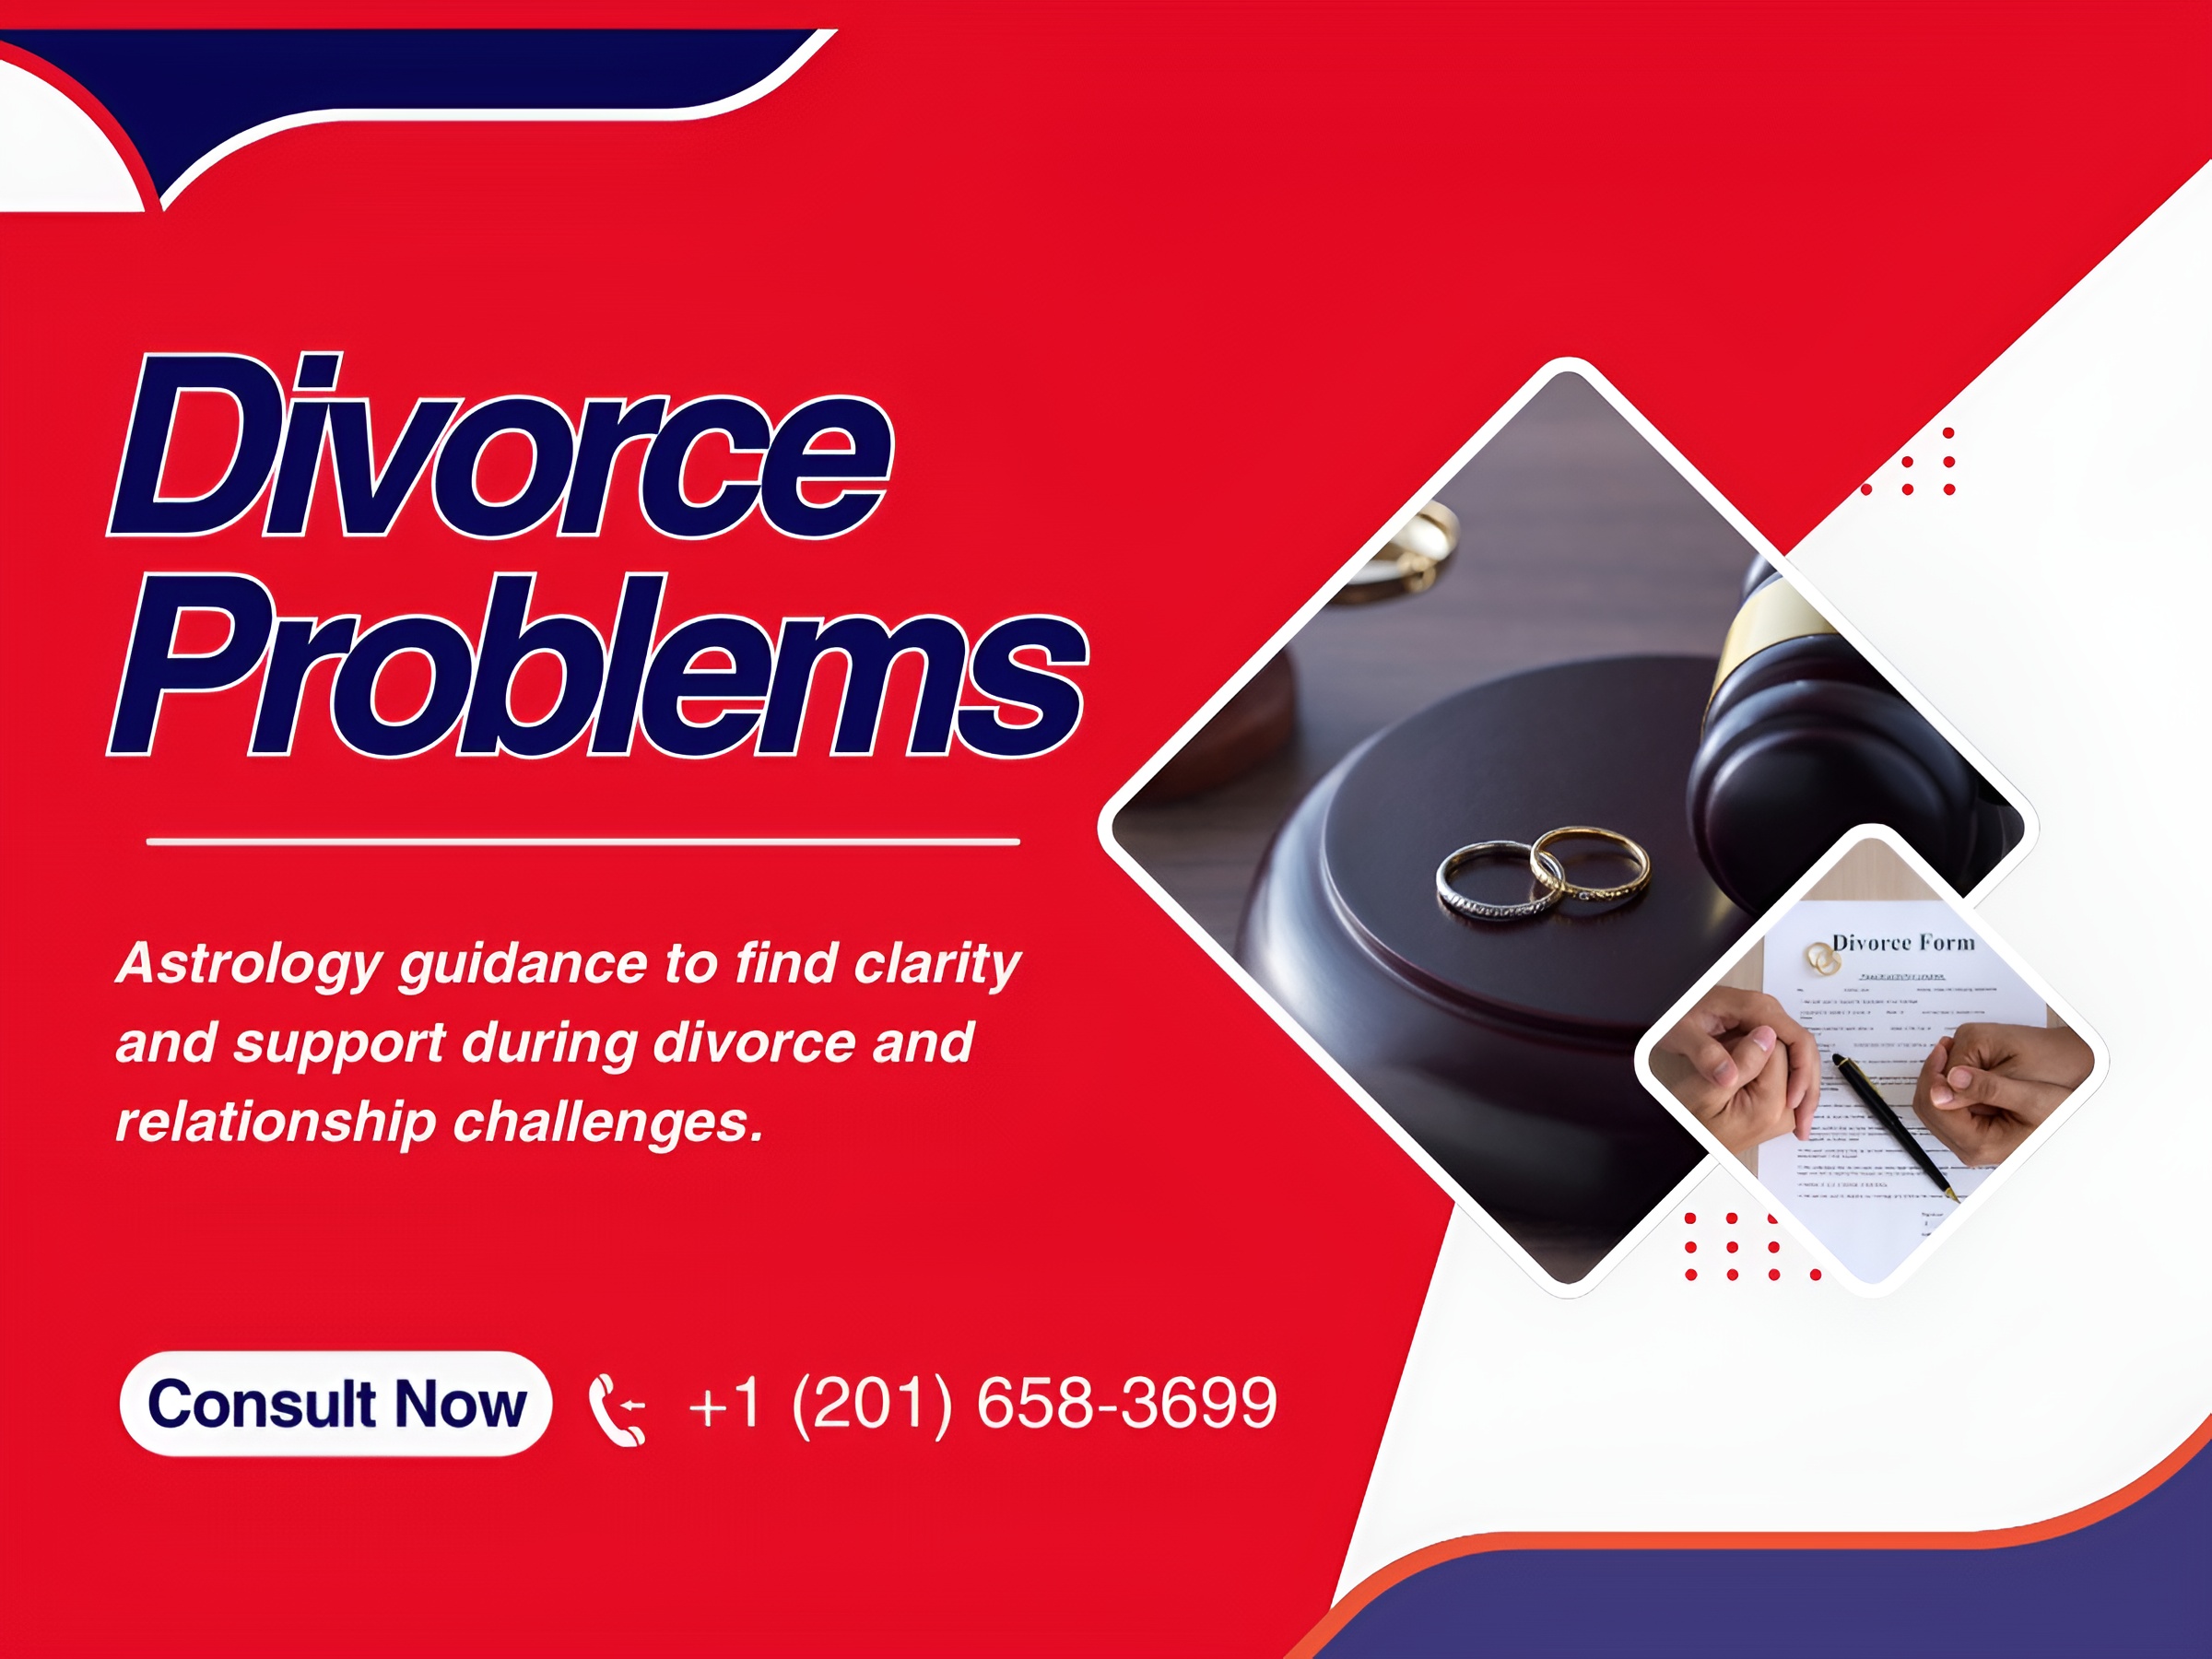 Divorce
Problems
Astrology guidance to find clarity
and support during divorce and
relationship challenges.
Consult Now
+1 (201) 658-3699
Divorce Form